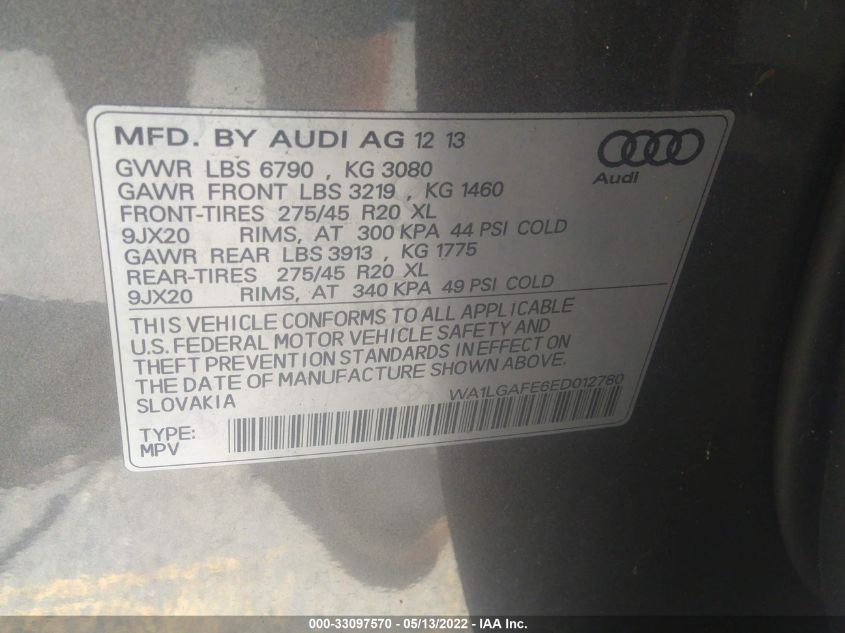 MFD. BY AUDI AG 12 13
GVWR LBS 6790 , KG 3080
GAWR FRONT LBS 3219 , KG 1460
FRONT-TIRES 275/45 R20 XL
9JX20 RIMS, AT 300 KPA 44 PSI COLD
GAWR REAR LBS 3913 , KG 1775
REAR-TIRES 275/45 R20 XL
9JX20 RIMS, AT 340 KPA 49 PSI COLD
Audi
THIS VEHICLE CONFORMS TO ALL APPLICABLE
U.S. FEDERAL MOTOR VEHICLE SAFETY AND
THEFT PREVENTION STANDARDS IN EFFECT ON
THE DATE OF MANUFACTURE SHOWN ABOVE.
SLOVAKIA
WA1LGAFE6ED012780
TYPE:
MPV
000-33097570 - 05/13/2022 - IAA Inc.